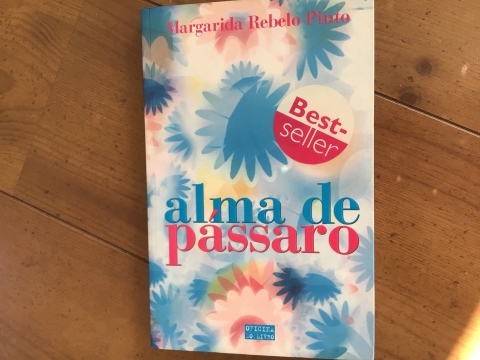 Margarida Rebelo Pinto
Best-
seller
alma de
pássaro
OFICINA
DO LIVRO